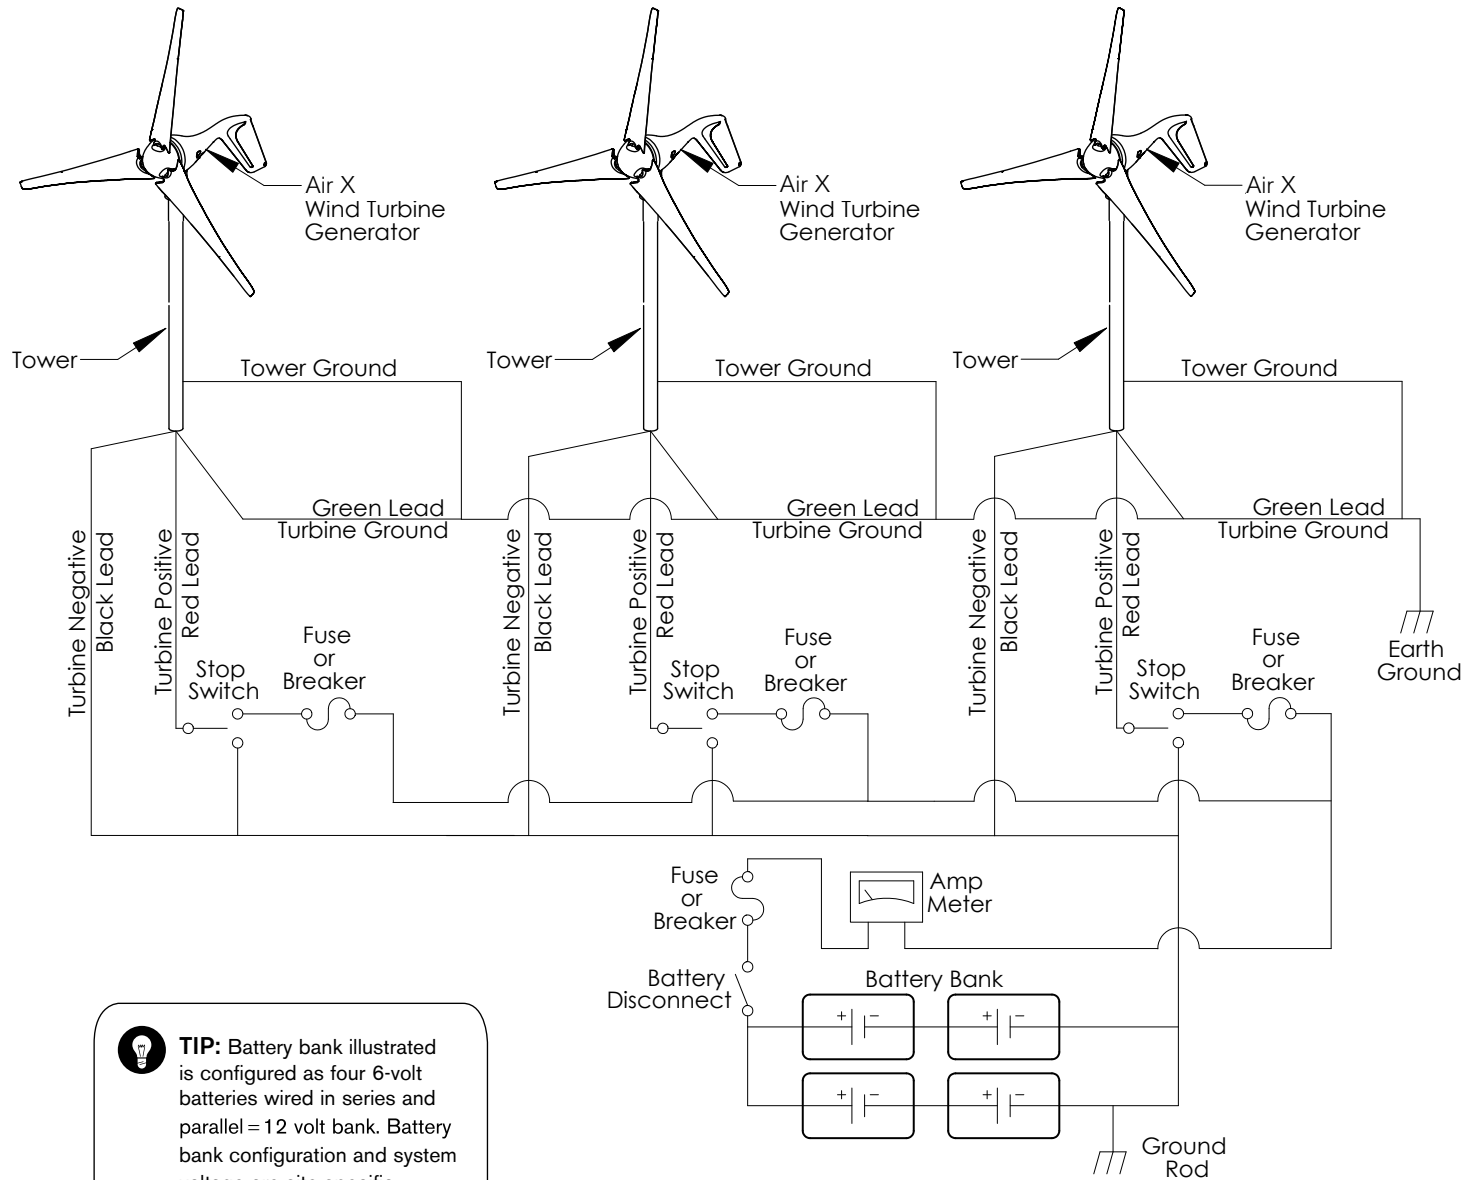 Air X
Wind Turbine
Generator
Air X
Wind Turbine
Generator
Air X
Wind Turbine
Generator
Tower
Tower
Tower
Tower Ground
Tower Ground
Tower Ground
Green Lead
Turbine Ground
Green Lead
Turbine Ground
Green Lead
Turbine Ground
Turbine Negative
Black Lead
Turbine Positive
Red Lead
Turbine Negative
Black Lead
Turbine Positive
Red Lead
Turbine Negative
Black Lead
Turbine Positive
Red Lead
Stop
Switch
Fuse
or
Breaker
Stop
Switch
Fuse
or
Breaker
Stop
Switch
Fuse
or
Breaker
Earth
Ground
Fuse
or
Breaker
Amp
Meter
Battery
Disconnect
Battery Bank
+ −
+ −
+ −
+ −
Ground
Rod
TIP: Battery bank illustrated
is configured as four 6-volt
batteries wired in series and
parallel = 12 volt bank. Battery
bank configuration and system
voltage are site specific